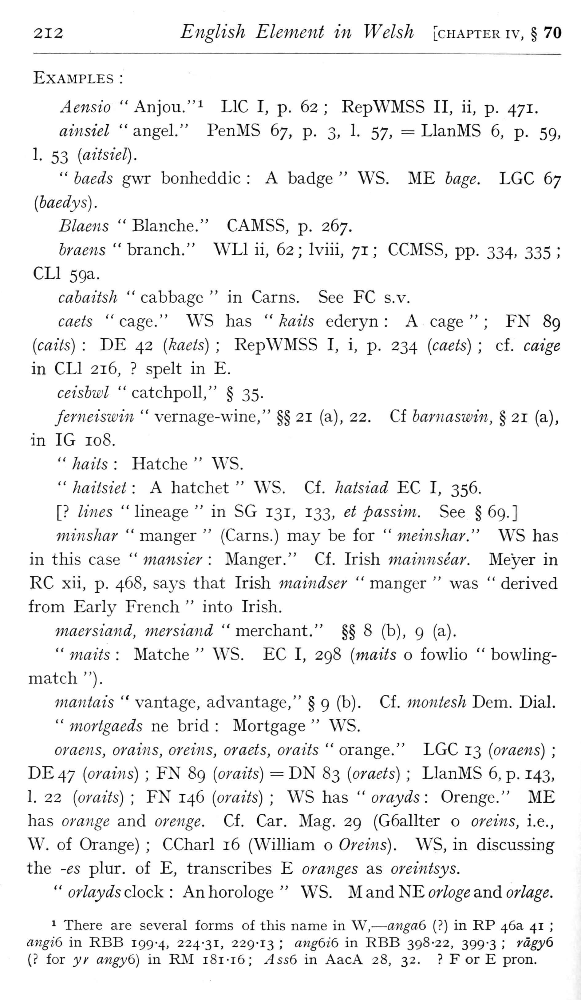 212 English Element in Welsh [CHAPTER IV, § 70
EXAMPLES :
Aensio “ Anjou.”¹ LlC I, p. 62 ; RepWMSS II, ii, p. 471.
ainsiel “ angel.” PenMS 67, p. 3, l. 57, = LlanMS 6, p. 59,
l. 53 (aitsiel).
“ baeds gwr bonheddic : A badge ” WS. ME bage. LGC 67
(baedys).
Blaens “ Blanche.” CAMSS, p. 267.
braens “ branch.” WLl ii, 62 ; lviii, 71 ; CCMSS, pp. 334, 335 ;
CLl 59a.
cabaitsh “ cabbage ” in Carns. See FC s.v.
caets “ cage.” WS has “ kaits ederyn : A cage ” ; FN 89
(caits) : DE 42 (kaets) ; RepWMSS I, i, p. 234 (caets) ; cf. caige
in CLl 216, ? spelt in E.
ceisbwl “ catchpoll,” § 35.
ferneiswin “ vernage-wine,” §§ 21 (a), 22. Cf barnaswin, § 21 (a),
in IG 108.
“ haits : Hatche ” WS.
“ haitsiet : A hatchet ” WS. Cf. hatsiad EC I, 356.
[? lines “ lineage ” in SG 131, 133, et passim. See § 69.]
minshar “ manger ” (Carns.) may be for “ meinshar.” WS has
in this case “ mansier : Manger.” Cf. Irish mainnséar. Meyer in
RC xii, p. 468, says that Irish maindser “ manger ” was “ derived
from Early French ” into Irish.
maersiand, mersiand “ merchant.” §§ 8 (b), 9 (a).
“ maits : Matche ” WS. EC I, 298 (maits o fowlio “ bowling-
match ”).
mantais “ vantage, advantage,” § 9 (b). Cf. montesh Dem. Dial.
“ mortgaeds ne brid : Mortgage ” WS.
oraens, orains, oreins, oraets, oraits “ orange.” LGC 13 (oraens) ;
DE 47 (orains) ; FN 89 (oraits) = DN 83 (oraets) ; LlanMS 6, p. 143,
l. 22 (oraits) ; FN 146 (oraits) ; WS has “ orayds : Orenge.” ME
has orange and orenge. Cf. Car. Mag. 29 (G6allter o oreins, i.e.,
W. of Orange) ; CCharl 16 (William o Oreins). WS, in discussing
the -es plur. of E, transcribes E oranges as oreintsys.
“ orlayds clock : An horologe ” WS. M and NE orloge and orlage.
¹ There are several forms of this name in W,—anga6 (?) in RP 46a 41 ;
angi6 in RBB 199·4, 224·31, 229·13 ; ang6i6 in RBB 398·22, 399·3 ; rāgy6
(? for yr angy6) in RM 181·16 ; Ass6 in AacA 28, 32. ? F or E pron.